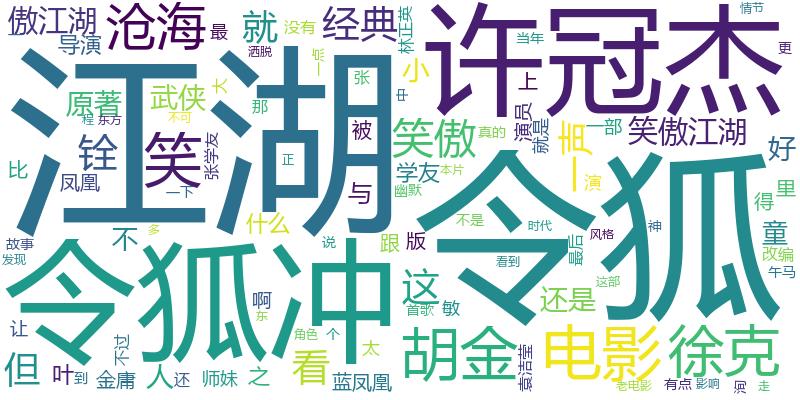 傲江湖
沧海
最
就
没有
经典
林正英
许冠杰
情节
当年
更
导演
洒脱
一点
江湖
张
中
小
上
原著
武侠
大
那
程
东方
不可
铨
笑
张学友
被
笑傲
真的
演员
就是
一声
一部
笑傲江湖
好
比
凤凰
一下
正
与
学友
幽默
本片
演
令狐
得
里
故事
发现
不
多
什么
说
跟
版
不是
时代
最后
风格
番
童
改编
午马
令狐冲
看到
这
这部
还是
敏
首歌
让
不过
啊
东
角色
个
看
太
胡金
袁洁莹
电影
徐克
但
叶
到
金庸
人
还
师妹
之
蓝凤凰
老电影
有点
影响
走